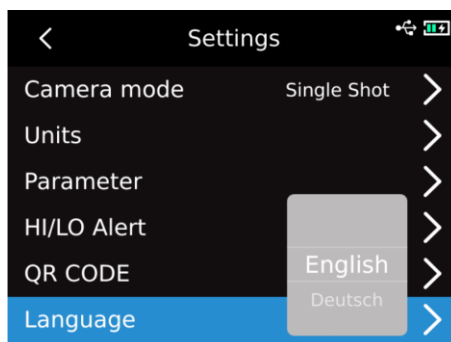 Settings
Camera mode Single Shot
Units
Parameter
HI/LO Alert
QR CODE English
Deutsch
Language